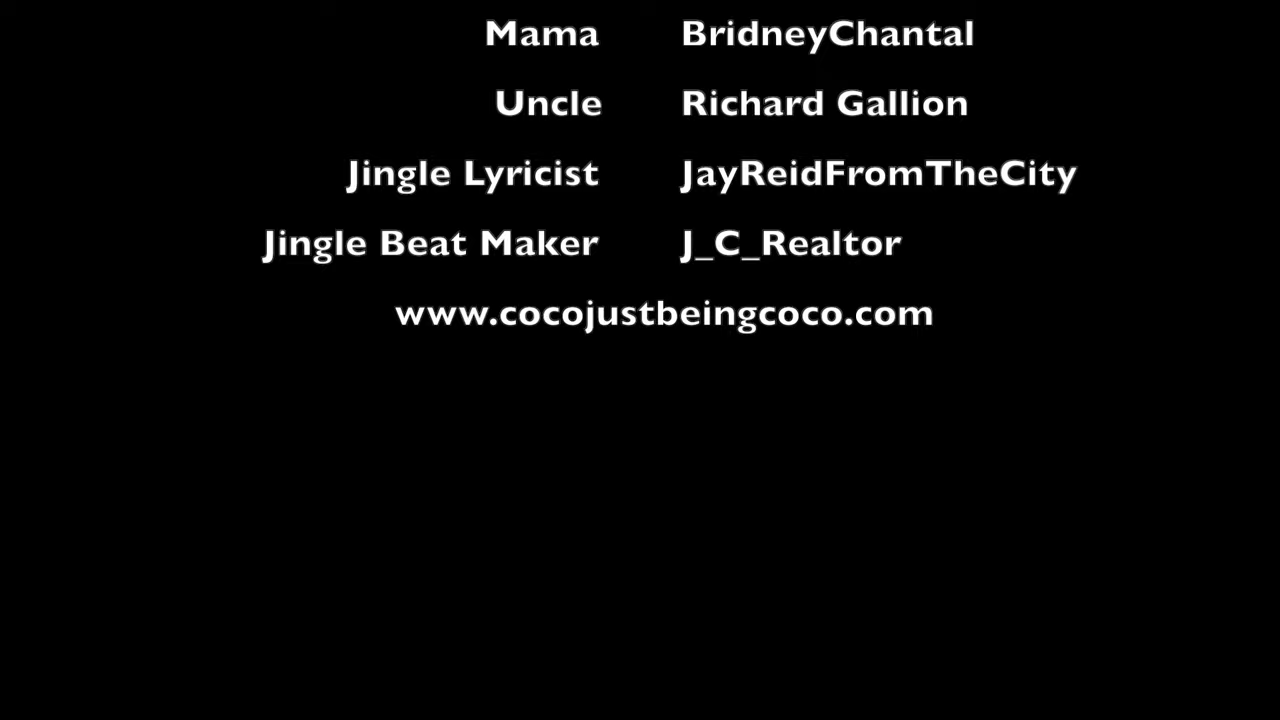 Mama BridneyChantal
Uncle Richard Gallion
Jingle Lyricist JayReidFromTheCity
Jingle Beat Maker J_C_Realtor
www.cocojustbeingcoco.com